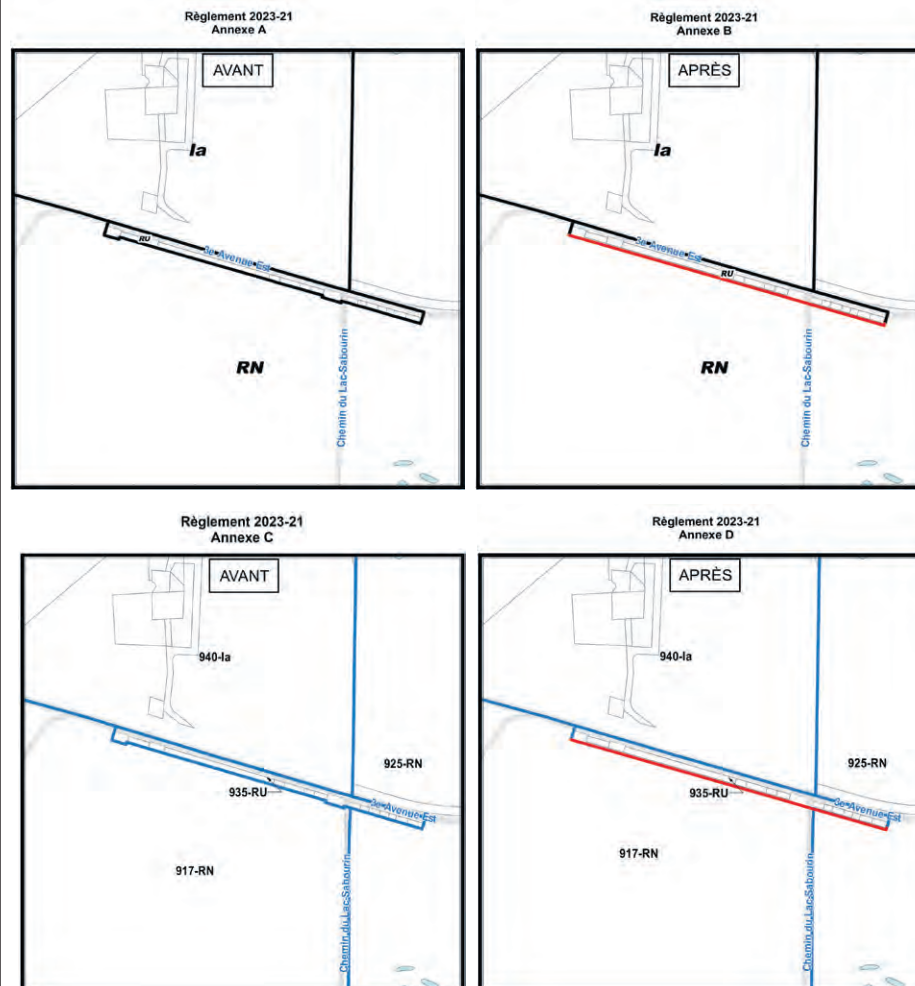 Règlement 2023-21
Annexe A
AVANT
Ia
RU
3e Avenue Est
RN
Chemin du Lac-Sabourin
Règlement 2023-21
Annexe B
APRÈS
Ia
3e Avenue Est
RU
RN
Chemin du Lac-Sabourin
Règlement 2023-21
Annexe C
AVANT
940-Ia
925-RN
935-RU
3e Avenue Est
917-RN
Chemin du Lac-Sabourin
Règlement 2023-21
Annexe D
APRÈS
940-Ia
925-RN
935-RU
3e Avenue Est
917-RN
Chemin du Lac-Sabourin